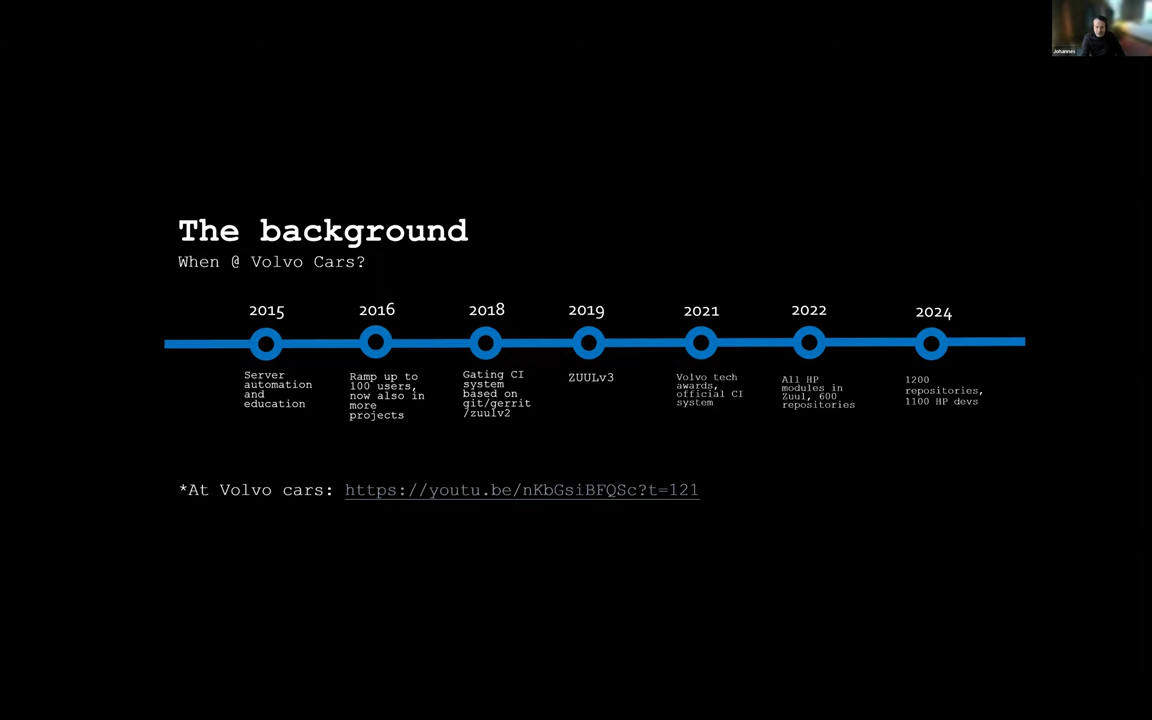 Johannes
The background
When @ Volvo Cars?
2015
2016
2018
2019
2021
2022
2024
Server
automation
and
education
Ramp up to
100 users,
now also in
more
projects
Gating CI
system
based on
git/gerrit
/zuulv2
ZUULv3
Volvo tech
awards,
official CI
system
All HP
modules in
Zuul, 600
repositories
1200
repositories,
1100 HP devs
*At Volvo cars: https://youtu.be/nKbGsiBFQSc?t=121